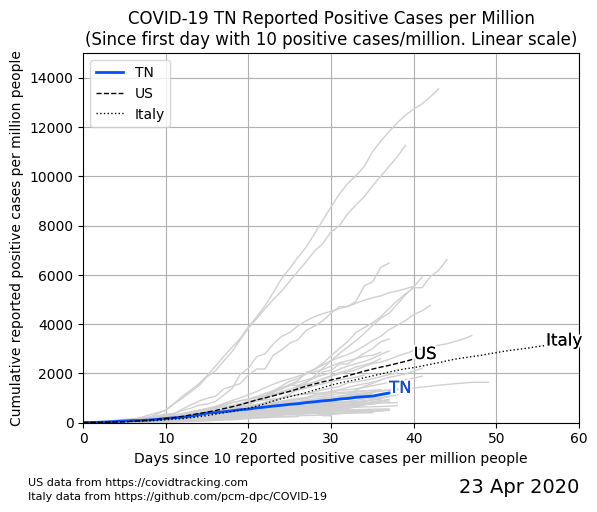 COVID-19 TN Reported Positive Cases per Million
(Since first day with 10 positive cases/million. Linear scale)
Cumulative reported positive cases per million people
14000
12000
10000
8000
6000
4000
2000
0
TN
US
Italy
US
Italy
TN
0 10 20 30 40 50 60
Days since 10 reported positive cases per million people
US data from https://covidtracking.com
Italy data from https://github.com/pcm-dpc/COVID-19
23 Apr 2020